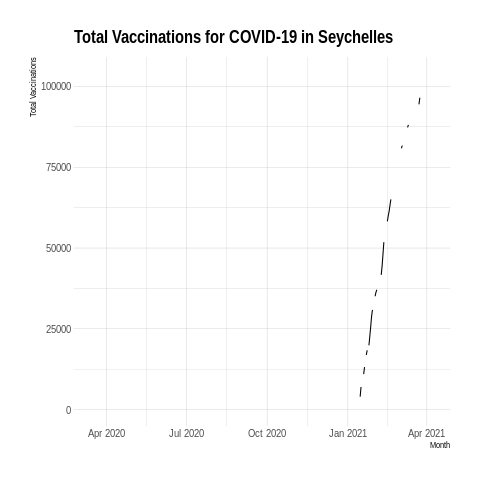 Total Vaccinations for COVID-19 in Seychelles
Total Vaccinations
100000
75000
50000
25000
0
Apr 2020 Jul 2020 Oct 2020 Jan 2021 Apr 2021
Month